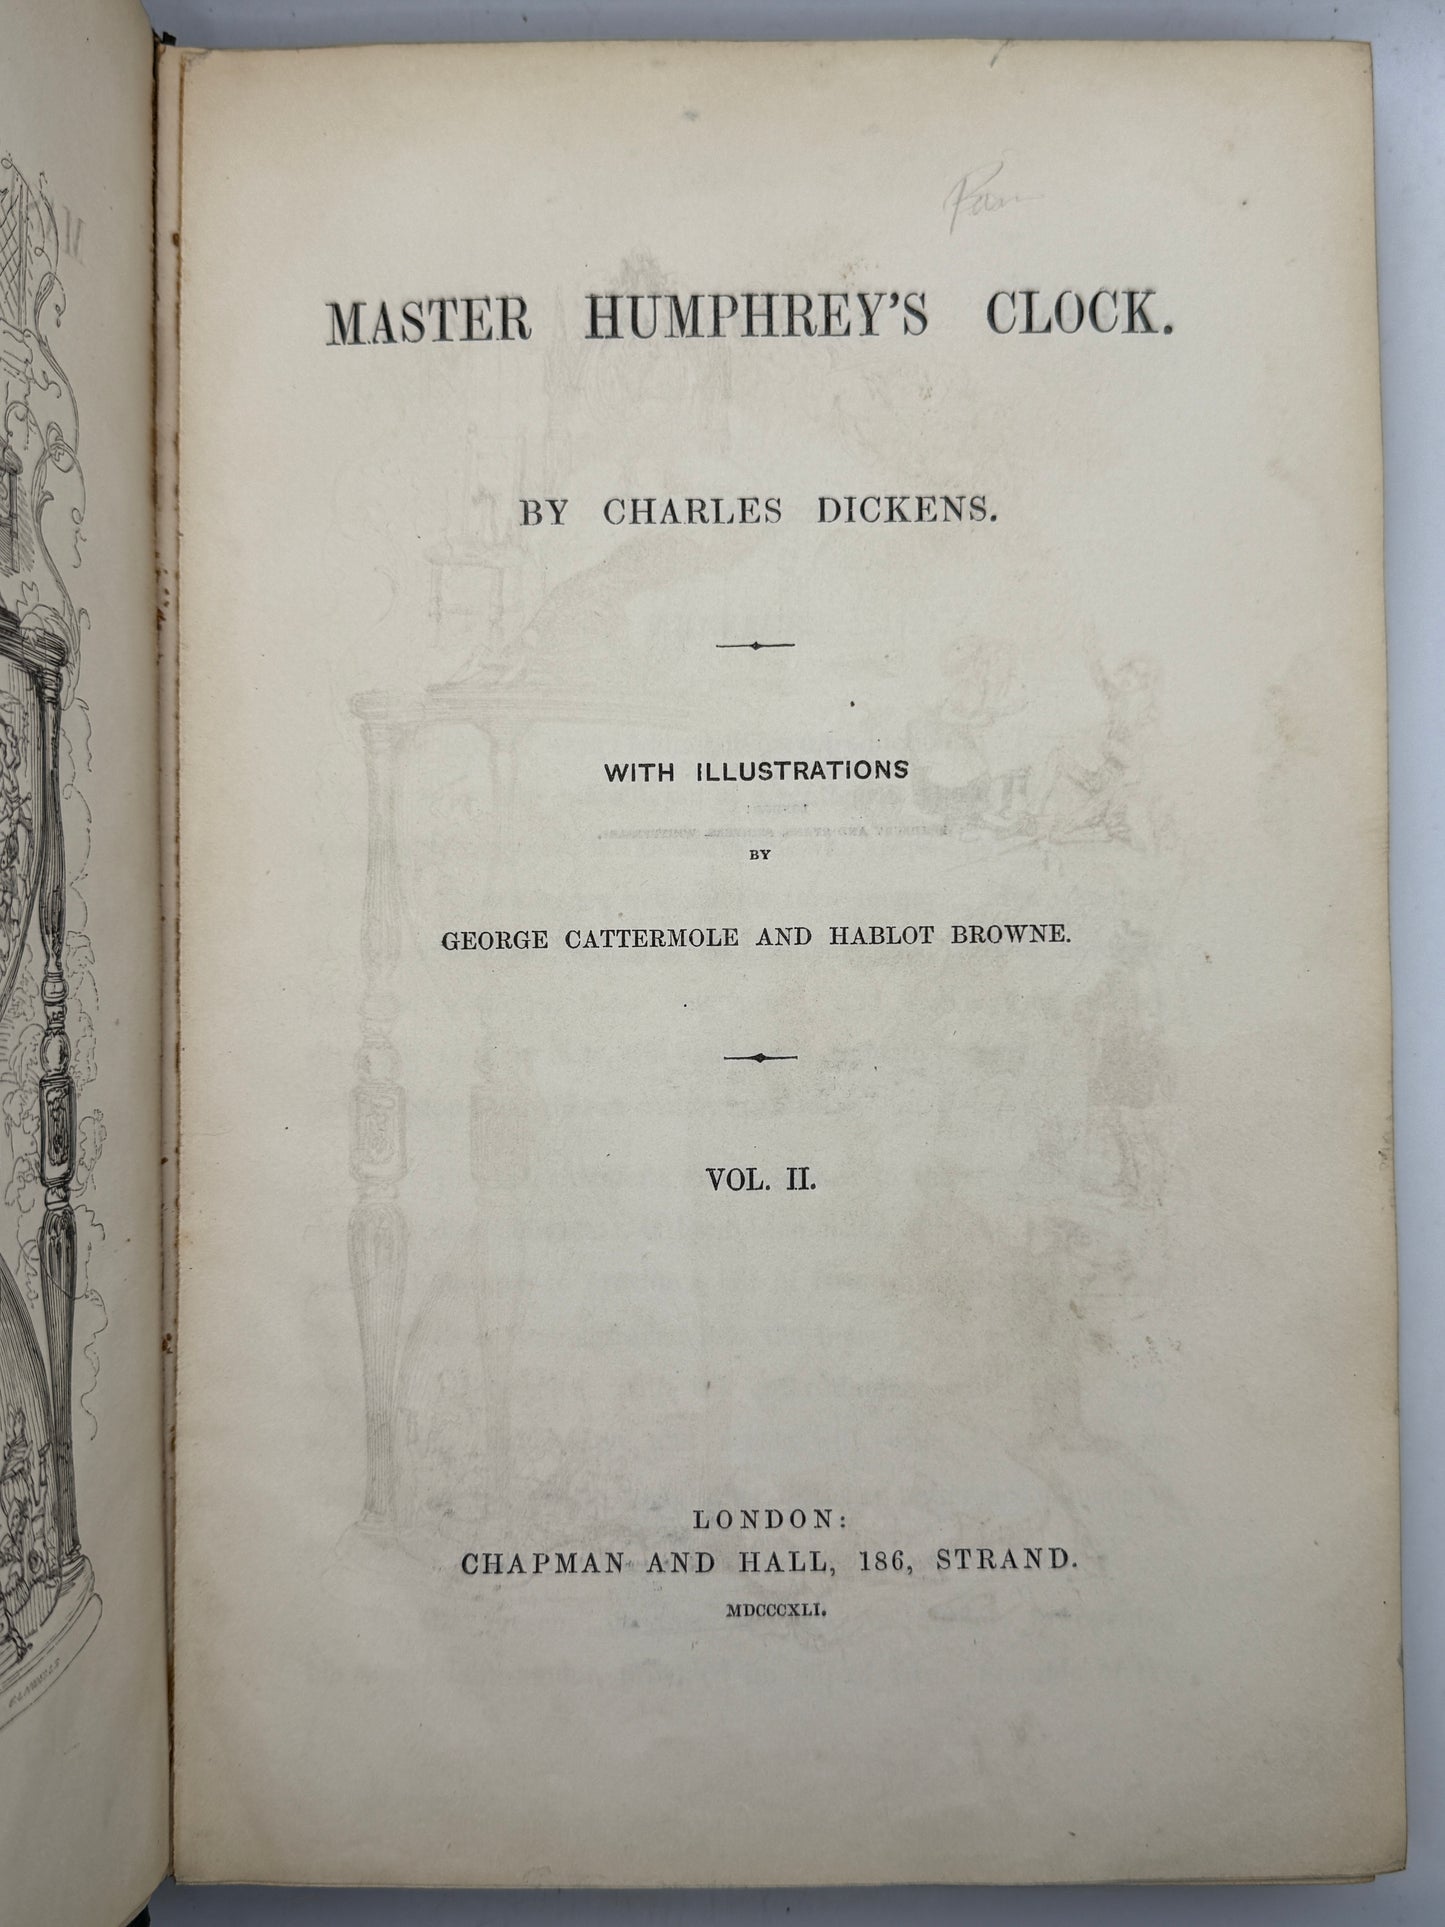 MASTER HUMPHREY'S CLOCK.
BY CHARLES DICKENS.
WITH ILLUSTRATIONS
BY
GEORGE CATTERMOLE AND HABLOT BROWNE.
VOL. II.
LONDON:
CHAPMAN AND HALL, 186, STRAND.
MDCCCXLI.